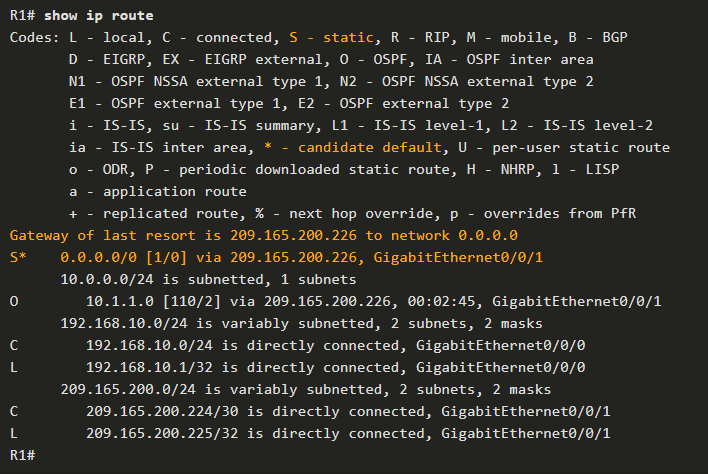 R1# show ip route
Codes: L - local, C - connected, S - static, R - RIP, M - mobile, B - BGP
D - EIGRP, EX - EIGRP external, O - OSPF, IA - OSPF inter area
N1 - OSPF NSSA external type 1, N2 - OSPF NSSA external type 2
E1 - OSPF external type 1, E2 - OSPF external type 2
i - IS-IS, su - IS-IS summary, L1 - IS-IS level-1, L2 - IS-IS level-2
ia - IS-IS inter area, * - candidate default, U - per-user static route
o - ODR, P - periodic downloaded static route, H - NHRP, l - LISP
a - application route
+ - replicated route, % - next hop override, p - overrides from PfR
Gateway of last resort is 209.165.200.226 to network 0.0.0.0
S* 0.0.0.0/0 [1/0] via 209.165.200.226, GigabitEthernet0/0/1
10.0.0.0/24 is subnetted, 1 subnets
O 10.1.1.0 [110/2] via 209.165.200.226, 00:02:45, GigabitEthernet0/0/1
192.168.10.0/24 is variably subnetted, 2 subnets, 2 masks
C 192.168.10.0/24 is directly connected, GigabitEthernet0/0/0
L 192.168.10.1/32 is directly connected, GigabitEthernet0/0/0
209.165.200.0/24 is variably subnetted, 2 subnets, 2 masks
C 209.165.200.224/30 is directly connected, GigabitEthernet0/0/1
L 209.165.200.225/32 is directly connected, GigabitEthernet0/0/1
R1#